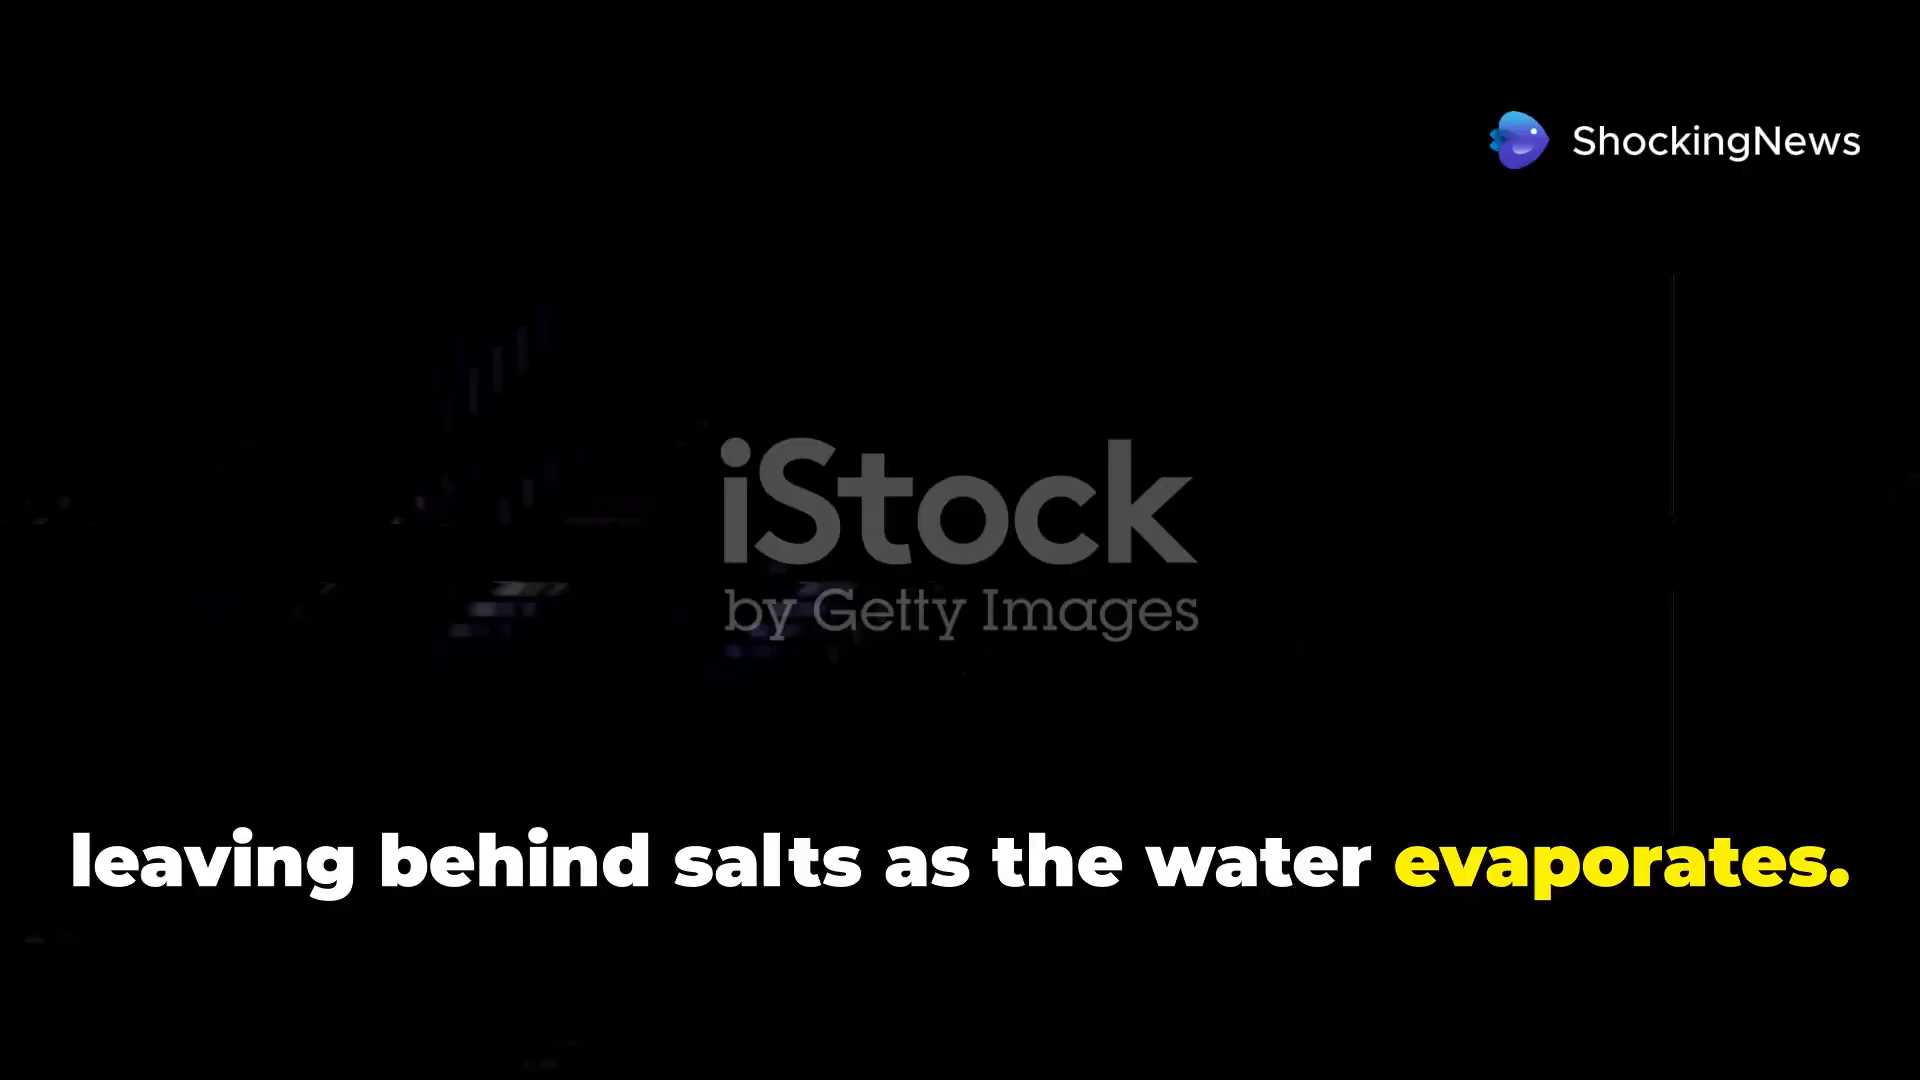 ShockingNews
iStock
by Getty Images
leaving behind salts as the water evaporates.